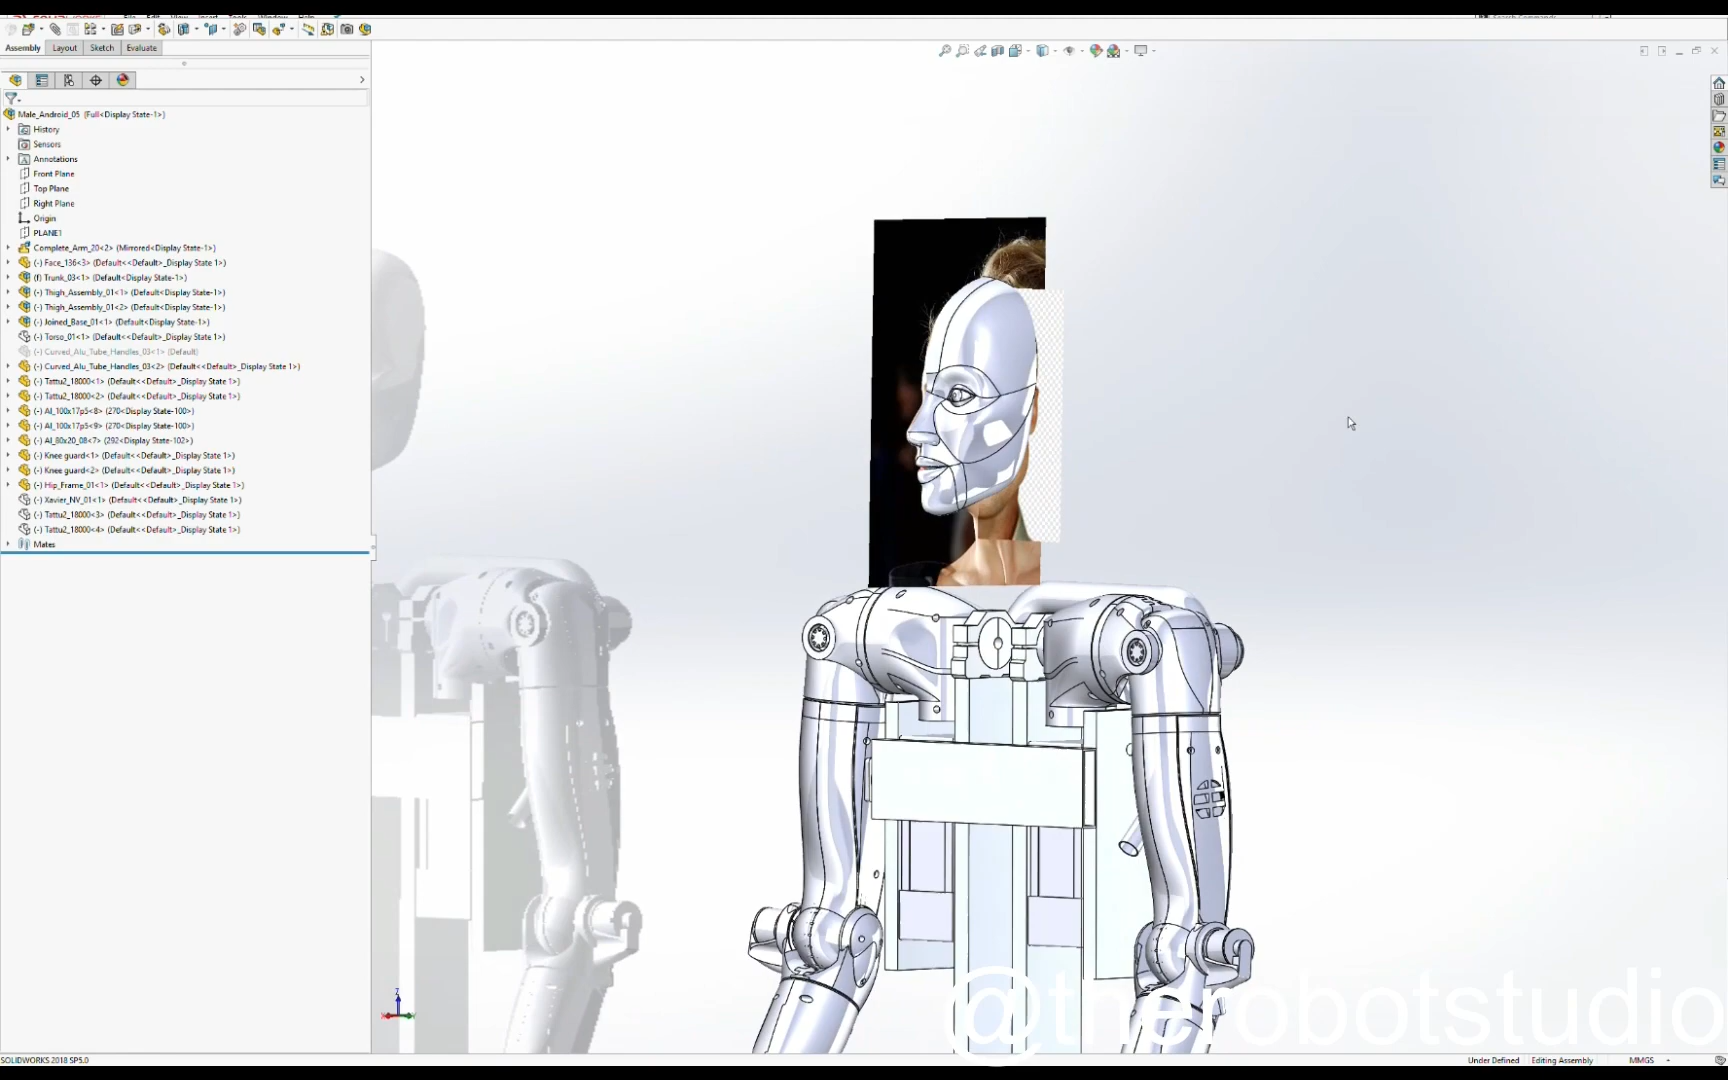 Assembly Layout Sketch Evaluate
Male_Android_05 (Full<Display State-1>)
History
Sensors
Annotations
Front Plane
Top Plane
Right Plane
Origin
PLANE1
Complete_Arm_20<2> (Mirrored<Display State-1>)
(-) Face_136<3> (Default<<Default>_Display State 1>)
(f) Trunk_03<1> (Default<Display State-1>)
(-) Thigh_Assembly_01<1> (Default<Display State-1>)
(-) Thigh_Assembly_01<2> (Default<Display State-1>)
(-) Joined_Base_01<1> (Default<Display State-1>)
(-) Torso_01<1> (Default<<Default>_Display State 1>)
(-) Curved_Alu_Tube_Handles_03<1> (Default)
(-) Curved_Alu_Tube_Handles_03<2> (Default<<Default>_Display State 1>)
(-) Tattu2_18000<1> (Default<<Default>_Display State 1>)
(-) Tattu2_18000<2> (Default<<Default>_Display State 1>)
(-) Al_100x17p5<8> (270<Display State-100>)
(-) Al_100x17p5<9> (270<Display State-100>)
(-) Al_80x20_08<7> (292<Display State-102>)
(-) Knee guard<1> (Default<<Default>_Display State 1>)
(-) Knee guard<2> (Default<<Default>_Display State 1>)
(-) Hip_Frame_01<1> (Default<<Default>_Display State 1>)
(-) Xavier_NV_01<1> (Default<<Default>_Display State 1>)
(-) Tattu2_18000<3> (Default<<Default>_Display State 1>)
(-) Tattu2_18000<4> (Default<<Default>_Display State 1>)
Mates
Z
@therobotstudio
SOLIDWORKS 2018 SP5.0 Under Defined Editing Assembly MMGS